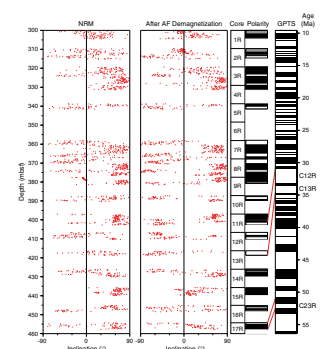 NRM After AF Demagnetization Core Polarity GPTS Age (Ma)
300 10
1R
310
2R
15
320
3R
330
4R 20
340
5R
350
6R 25
360
7R
370
8R 30
C12R
380
9R
C13R
390
10R 35
400
11R
410
12R 40
420
13R
430
14R 45
440
15R
C23R
50
450
16R
460 17R 55
Depth (mbsf)
-90 0 90 -90 0 90
Inclination (°) Inclination (°)